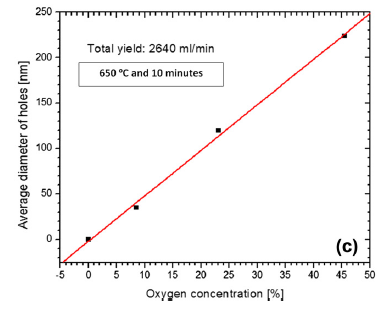 250
Total yield: 2640 ml/min
200
650 ºC and 10 minutes
150
100
50
0
Average diameter of holes [nm]
(c)
-5 0 5 10 15 20 25 30 35 40 45 50
Oxygen concentration [%]